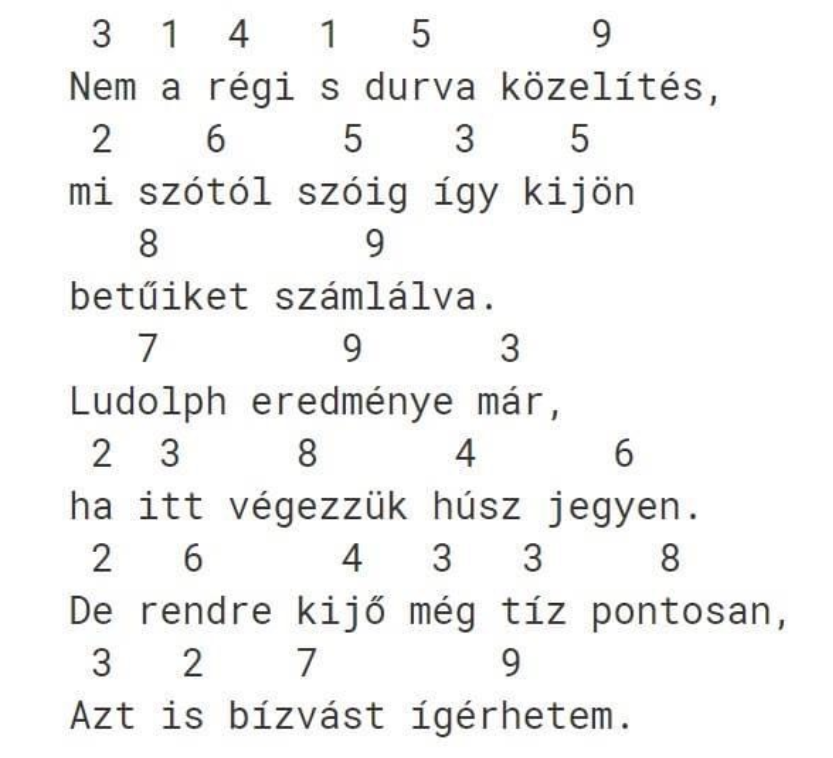 3 1 4 1 5 9
Nem a régi s durva közelítés,
2 6 5 3 5
mi szótól szóig így kijön
8 9
betűiket számlálva.
7 9 3
Ludolph eredménye már,
2 3 8 4 6
ha itt végezzük húsz jegyen.
2 6 4 3 3 8
De rendre kijő még tíz pontosan,
3 2 7 9
Azt is bízvást ígérhetem.